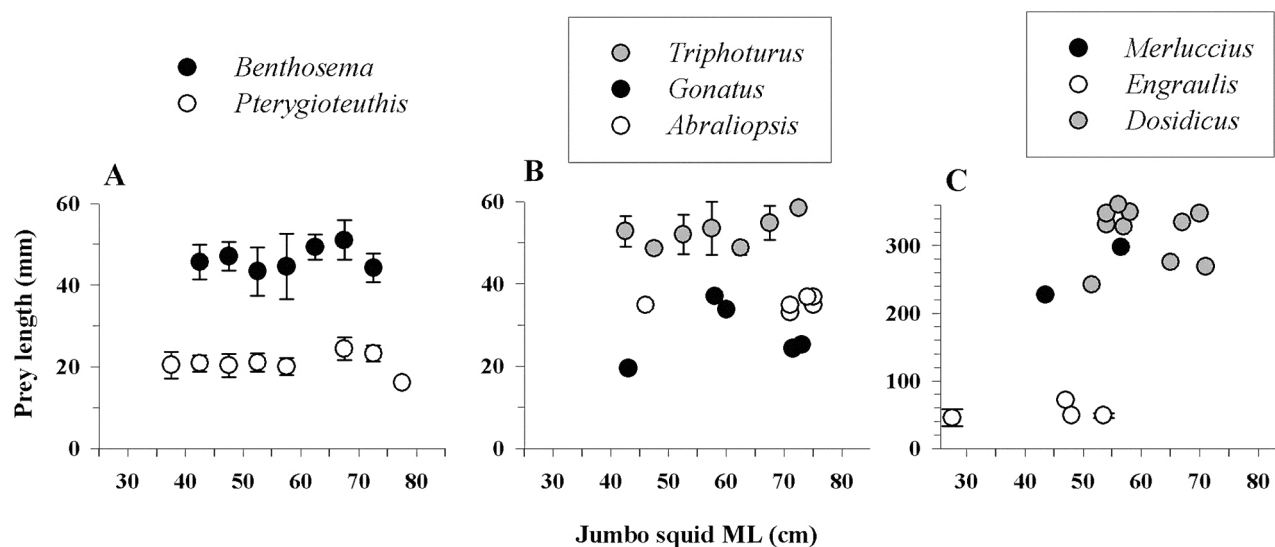 Benthosema
Pterygioteuthis
Triphoturus
Gonatus
Abraliopsis
Merluccius
Engraulis
Dosidicus
A
B
C
Prey length (mm)
60
40
20
0
30 40 50 60 70 80
60
40
20
0
30 40 50 60 70 80
300
200
100
0
30 40 50 60 70 80
Jumbo squid ML (cm)